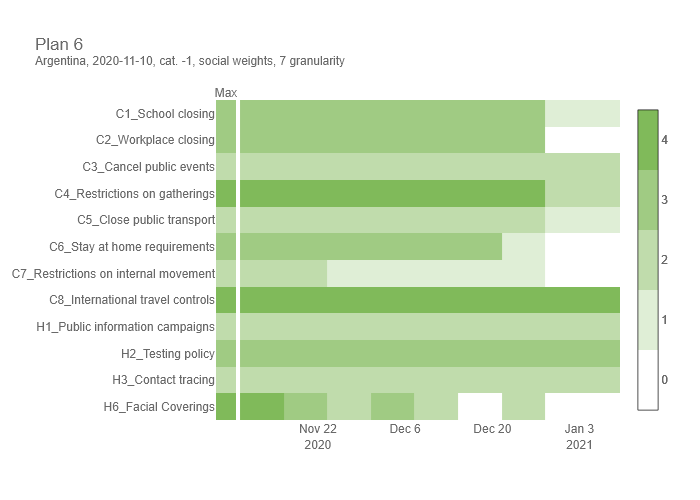 Plan 6
Argentina, 2020-11-10, cat. -1, social weights, 7 granularity
Max
C1_School closing
C2_Workplace closing
C3_Cancel public events
C4_Restrictions on gatherings
C5_Close public transport
C6_Stay at home requirements
C7_Restrictions on internal movement
C8_International travel controls
H1_Public information campaigns
H2_Testing policy
H3_Contact tracing
H6_Facial Coverings
Nov 22 Dec 6 Dec 20 Jan 3
2020 2021
4
3
2
1
0